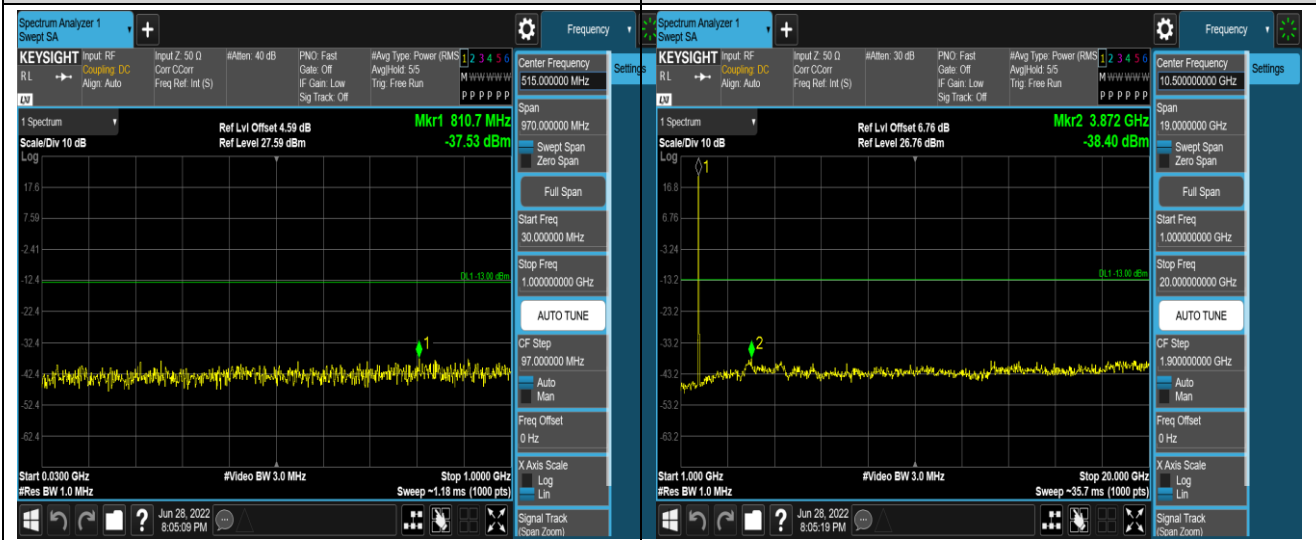 Spectrum Analyzer 1
Swept SA
+
Frequency
KEYSIGHT
Input: RF
Input Z: 50 Ω
#Atten: 40 dB
PNO: Fast
#Avg Type: Power (RMS
1 2 3 4 5 6
RL
Coupling: DC
Corr CCorr
Gate: Off
Avg|Hold: 5/5
M W W W W W
Align: Auto
Freq Ref: Int (S)
IF Gain: Low
Trig: Free Run
Sig Track: Off
P P P P P P
LXI
1 Spectrum
Ref Lvl Offset 4.59 dB
Mkr1 810.7 MHz
Scale/Div 10 dB
Ref Level 27.59 dBm
-37.53 dBm
Log
17.6
7.59
-2.41
-12.4
DL1 -13.00 dBm
-22.4
-32.4
1
-42.4
-52.4
-62.4
Start 0.0300 GHz
#Video BW 3.0 MHz
Stop 1.0000 GHz
#Res BW 1.0 MHz
Sweep ~1.18 ms (1000 pts)
Jun 28, 2022
8:05:09 PM
Center Frequency
515.000000 MHz
Settings
Span
970.000000 MHz
Swept Span
Zero Span
Full Span
Start Freq
30.000000 MHz
Stop Freq
1.000000000 GHz
AUTO TUNE
CF Step
97.000000 MHz
Auto
Man
Freq Offset
0 Hz
X Axis Scale
Log
Lin
Signal Track
(Span Zoom)
Spectrum Analyzer 1
Swept SA
+
Frequency
KEYSIGHT
Input: RF
Input Z: 50 Ω
#Atten: 30 dB
PNO: Fast
#Avg Type: Power (RMS
1 2 3 4 5 6
RL
Coupling: DC
Corr CCorr
Gate: Off
Avg|Hold: 5/5
M W W W W W
Align: Auto
Freq Ref: Int (S)
IF Gain: Low
Trig: Free Run
Sig Track: Off
P P P P P P
LXI
1 Spectrum
Ref Lvl Offset 6.76 dB
Mkr2 3.872 GHz
Scale/Div 10 dB
Ref Level 26.76 dBm
-38.40 dBm
Log
1
16.8
6.76
-3.24
-13.2
DL1 -13.00 dBm
-23.2
-33.2
2
-43.2
-53.2
-63.2
Start 1.000 GHz
#Video BW 3.0 MHz
Stop 20.000 GHz
#Res BW 1.0 MHz
Sweep ~35.7 ms (1000 pts)
Jun 28, 2022
8:05:19 PM
Center Frequency
10.500000000 GHz
Settings
Span
19.0000000 GHz
Swept Span
Zero Span
Full Span
Start Freq
1.000000000 GHz
Stop Freq
20.000000000 GHz
AUTO TUNE
CF Step
1.900000000 GHz
Auto
Man
Freq Offset
0 Hz
X Axis Scale
Log
Lin
Signal Track
(Span Zoom)